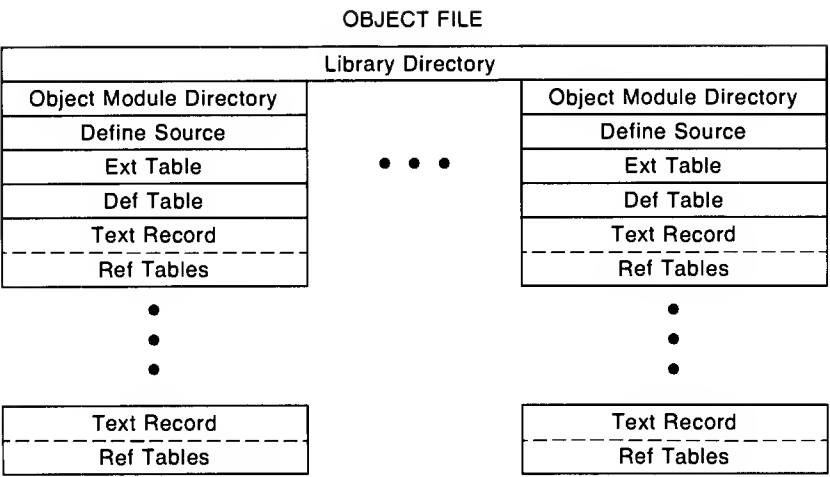 OBJECT FILE
Library Directory
Object Module Directory
Define Source
Ext Table
Def Table
Text Record
Ref Tables
Text Record
Ref Tables
Object Module Directory
Define Source
Ext Table
Def Table
Text Record
Ref Tables
Text Record
Ref Tables